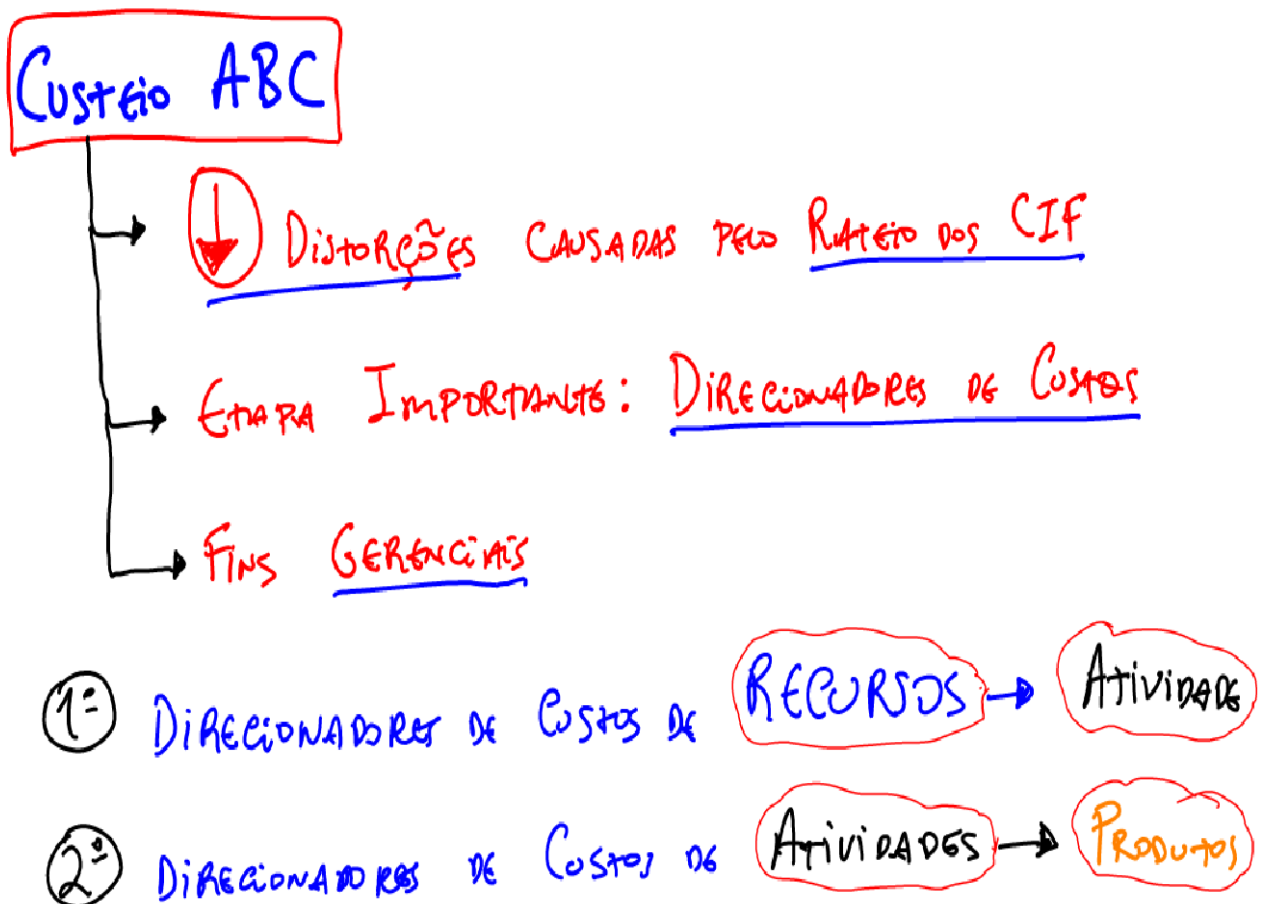 Custeio ABC
Distorções causadas pelo Rateio dos CIF
Etapa Importante: Direcionadores de Custos
Fins Gerenciais
1º Direcionadores de Custos de Recursos → Atividade
2º Direcionadores de Custos de Atividades → Produtos